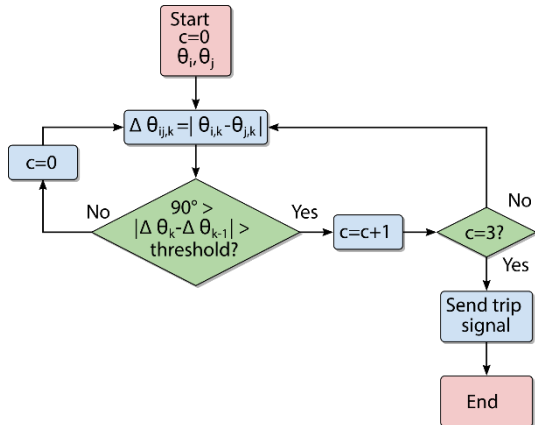 Start
c=0
θi,θj
Δ θij,k=| θi,k-θj,k|
c=0
No
90° >
|Δ θk-Δ θk-1| >
threshold?
Yes
c=c+1
c=3?
No
Yes
Send trip
signal
End